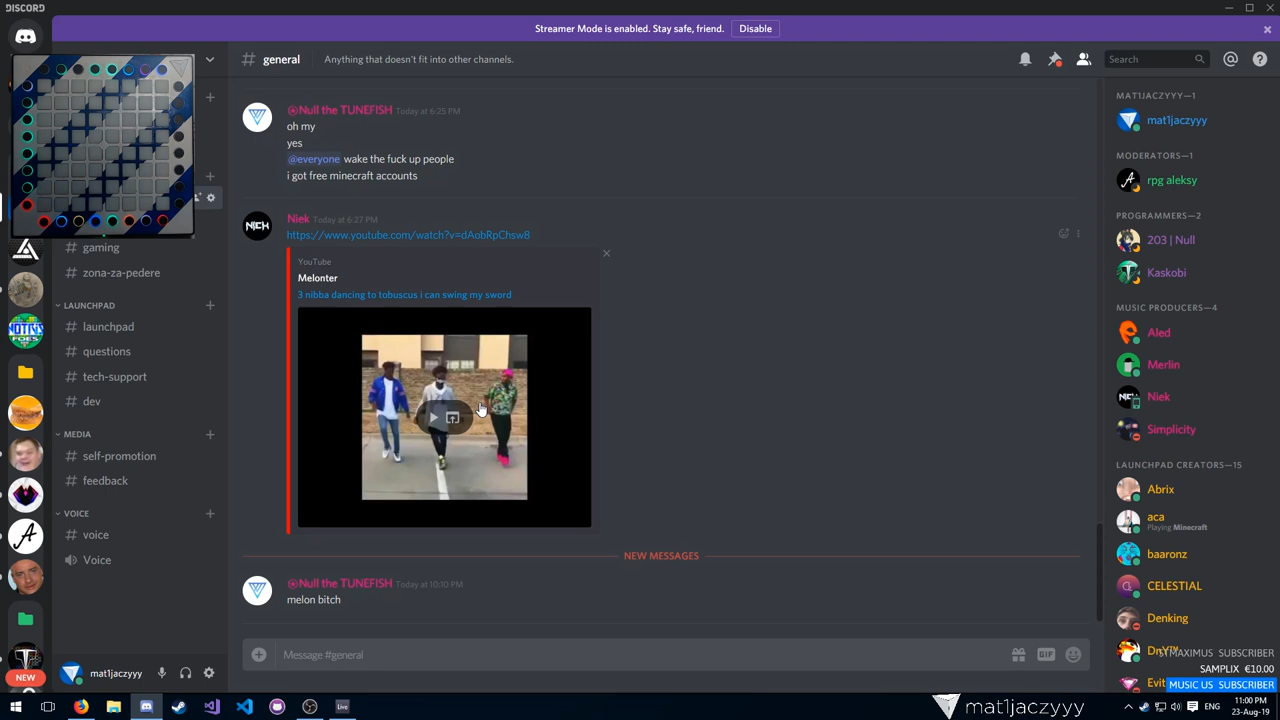 DISCORD
Streamer Mode is enabled. Stay safe, friend.
Disable
# general
Anything that doesn't fit into other channels.
Search
Null the TUNEFISH Today at 6:25 PM
oh my
yes
@everyone wake the fuck up people
i got free minecraft accounts
Niek Today at 6:27 PM
https://www.youtube.com/watch?v=dAobRpChsw8
YouTube
Melonter
3 nibba dancing to tobuscus i can swing my sword
NEW MESSAGES
Null the TUNEFISH Today at 10:10 PM
melon bitch
Message #general
GIF
# gaming
# zona-za-pedere
LAUNCHPAD
# launchpad
# questions
# tech-support
# dev
MEDIA
# self-promotion
# feedback
VOICE
# voice
Voice
NEW
mat1jaczyyy
NICH
MAT1JACZYYY—1
mat1jaczyyy
MODERATORS—1
rpg aleksy
PROGRAMMERS—2
203 | Null
Kaskobi
MUSIC PRODUCERS—4
Aled
Merlin
Niek
Simplicity
LAUNCHPAD CREATORS—15
Abrix
aca
Playing Minecraft
baaronz
CELESTIAL
Denking
SUBSCRIBER
SAMPLIX €10.00
MUSIC US SUBSCRIBER
Live
mat1jaczyyy
11:00 PM
23-Aug-19